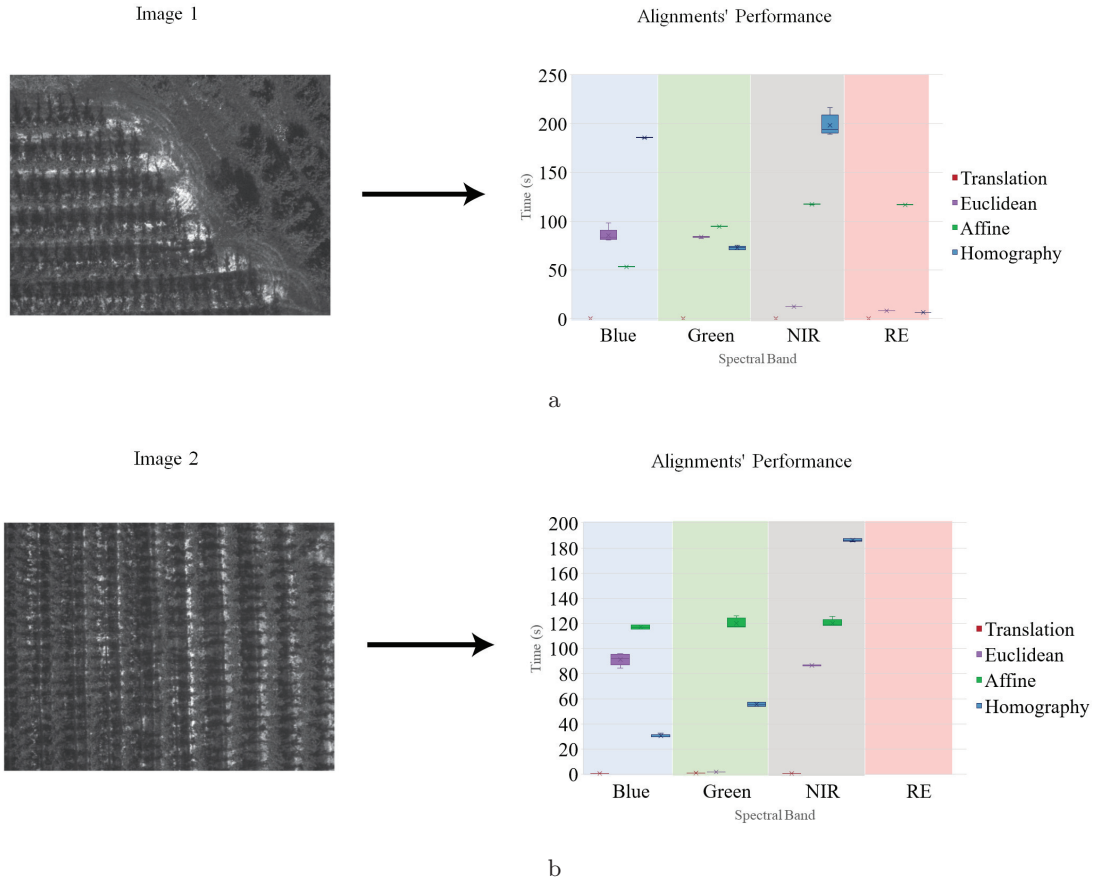 Image 1
Alignments' Performance
250
200
150
100
50
0
Time (s)
Blue
Green
NIR
RE
Spectral Band
Translation
Euclidean
Affine
Homography
a
Image 2
Alignments' Performance
200
180
160
140
120
100
80
60
40
20
0
Time (s)
Blue
Green
NIR
RE
Spectral Band
Translation
Euclidean
Affine
Homography
b